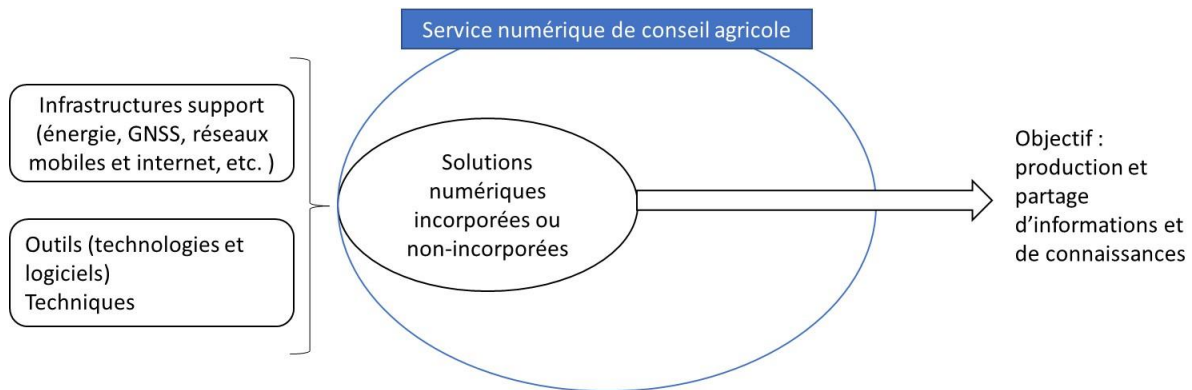 Service numérique de conseil agricole
Infrastructures support
(énergie, GNSS, réseaux
mobiles et internet, etc. )
Outils (technologies et
logiciels)
Techniques
Solutions
numériques
incorporées ou
non-incorporées
Objectif :
production et
partage
d’informations et
de connaissances